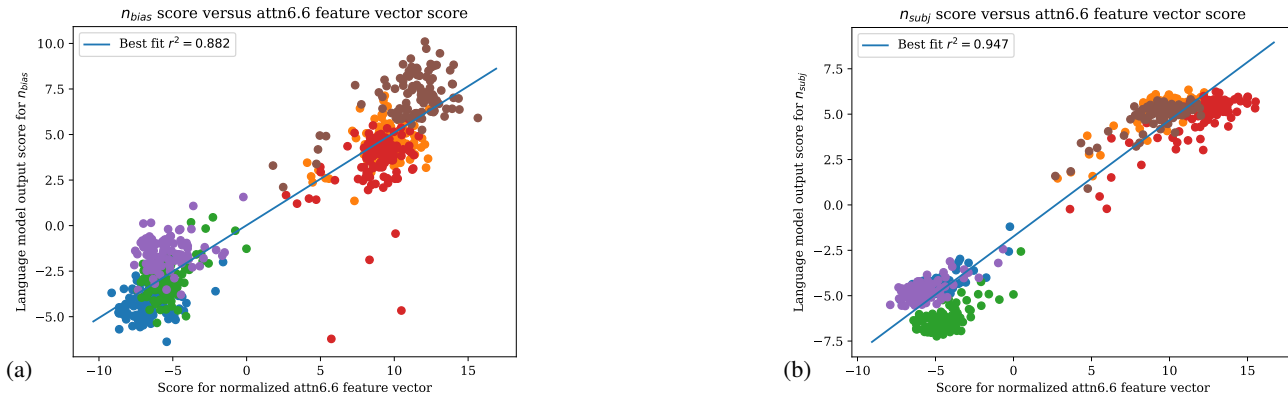 n_bias score versus attn6.6 feature vector score
Best fit r² = 0.882
10.0
7.5
5.0
2.5
0.0
−2.5
−5.0
Language model output score for n_bias
−10
−5
0
5
10
15
Score for normalized attn6.6 feature vector
(a)
n_subj score versus attn6.6 feature vector score
Best fit r² = 0.947
7.5
5.0
2.5
0.0
−2.5
−5.0
−7.5
Language model output score for n_subj
−10
−5
0
5
10
15
Score for normalized attn6.6 feature vector
(b)